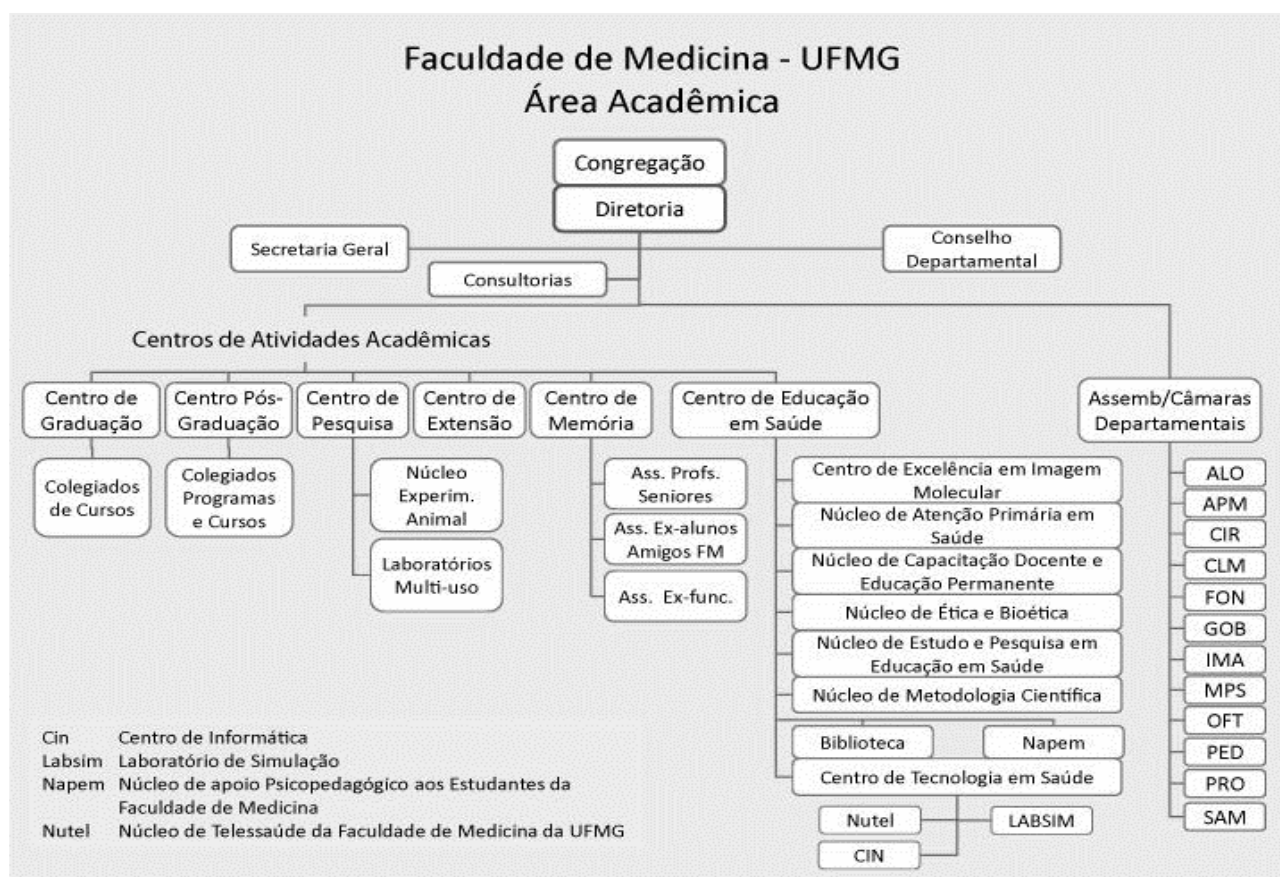 Faculdade de Medicina - UFMG
Área Acadêmica
Congregação
Diretoria
Secretaria Geral
Conselho
Departamental
Consultorias
Centros de Atividades Acadêmicas
Centro de
Graduação
Centro Pós-
Graduação
Centro de
Pesquisa
Centro de
Extensão
Centro de
Memória
Centro de Educação
em Saúde
Assemb/Câmaras
Departamentais
Colegiados
de Cursos
Colegiados
Programas
e Cursos
Núcleo
Experim.
Animal
Laboratórios
Multi-uso
Ass. Profs.
Seniores
Ass. Ex-alunos
Amigos FM
Ass. Ex-func.
Centro de Excelência em Imagem
Molecular
Núcleo de Atenção Primária em
Saúde
Núcleo de Capacitação Docente e
Educação Permanente
Núcleo de Ética e Bioética
Núcleo de Estudo e Pesquisa em
Educação em Saúde
Núcleo de Metodologia Científica
Biblioteca
Napem
Centro de Tecnologia em Saúde
Nutel
LABSIM
CIN
ALO
APM
CIR
CLM
FON
GOB
IMA
MPS
OFT
PED
PRO
SAM
Cin Centro de Informática
Labsim Laboratório de Simulação
Napem Núcleo de apoio Psicopedagógico aos Estudantes da
Faculdade de Medicina
Nutel Núcleo de Telessaúde da Faculdade de Medicina da UFMG